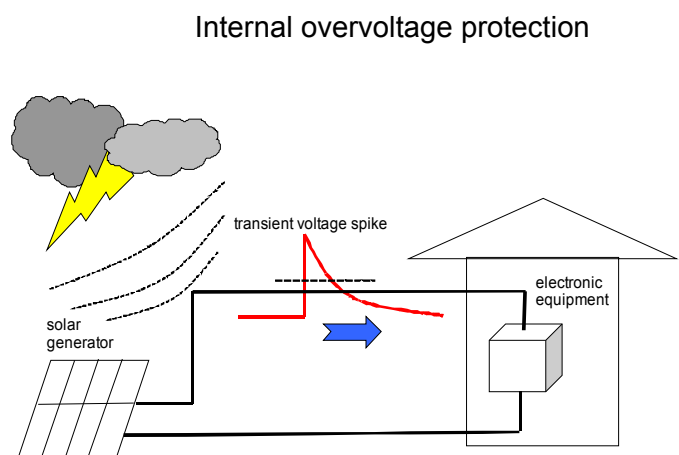 Internal overvoltage protection
transient voltage spike
electronic
equipment
solar
generator